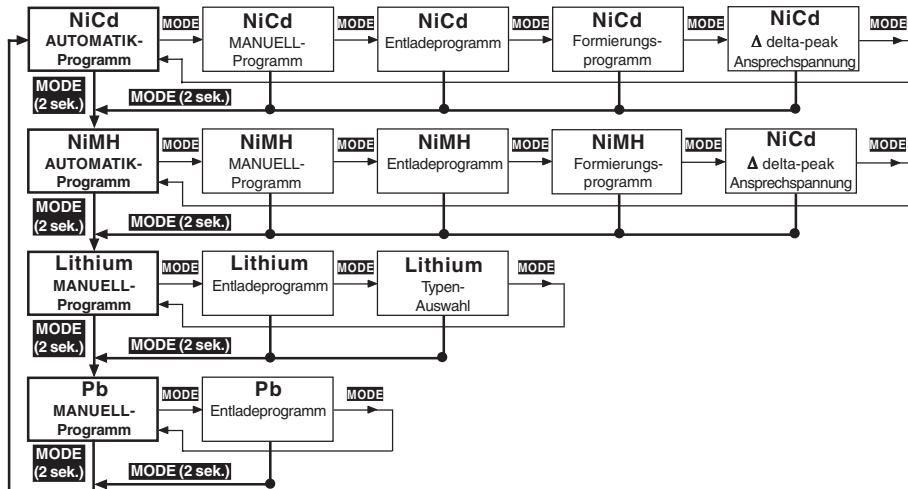 NiCd
AUTOMATIK-
Programm
MODE
NiCd
MANUELL-
Programm
MODE
NiCd
Entladeprogramm
MODE
NiCd
Formierungs-
programm
MODE
NiCd
Δ delta-peak
Ansprechspannung
MODE
MODE
(2 sek.)
MODE (2 sek.)
NiMH
AUTOMATIK-
Programm
MODE
NiMH
MANUELL-
Programm
MODE
NiMH
Entladeprogramm
MODE
NiMH
Formierungs-
programm
MODE
NiCd
Δ delta-peak
Ansprechspannung
MODE
MODE
(2 sek.)
MODE (2 sek.)
Lithium
MANUELL-
Programm
MODE
Lithium
Entladeprogramm
MODE
Lithium
Typen-
Auswahl
MODE
MODE
(2 sek.)
MODE (2 sek.)
Pb
MANUELL-
Programm
MODE
Pb
Entladeprogramm
MODE
MODE
(2 sek.)
MODE (2 sek.)